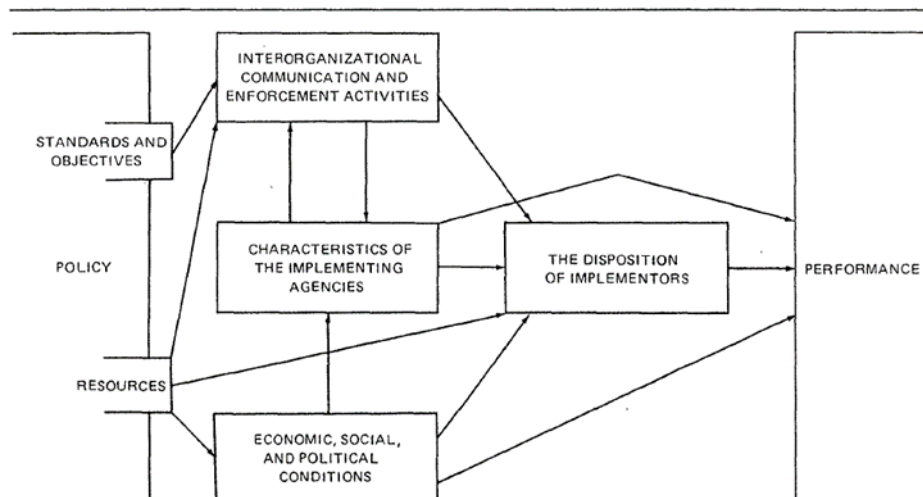 INTERORGANIZATIONAL
COMMUNICATION AND
ENFORCEMENT ACTIVITIES
STANDARDS AND
OBJECTIVES
POLICY
CHARACTERISTICS OF
THE IMPLEMENTING
AGENCIES
THE DISPOSITION
OF IMPLEMENTORS
PERFORMANCE
RESOURCES
ECONOMIC, SOCIAL,
AND POLITICAL
CONDITIONS